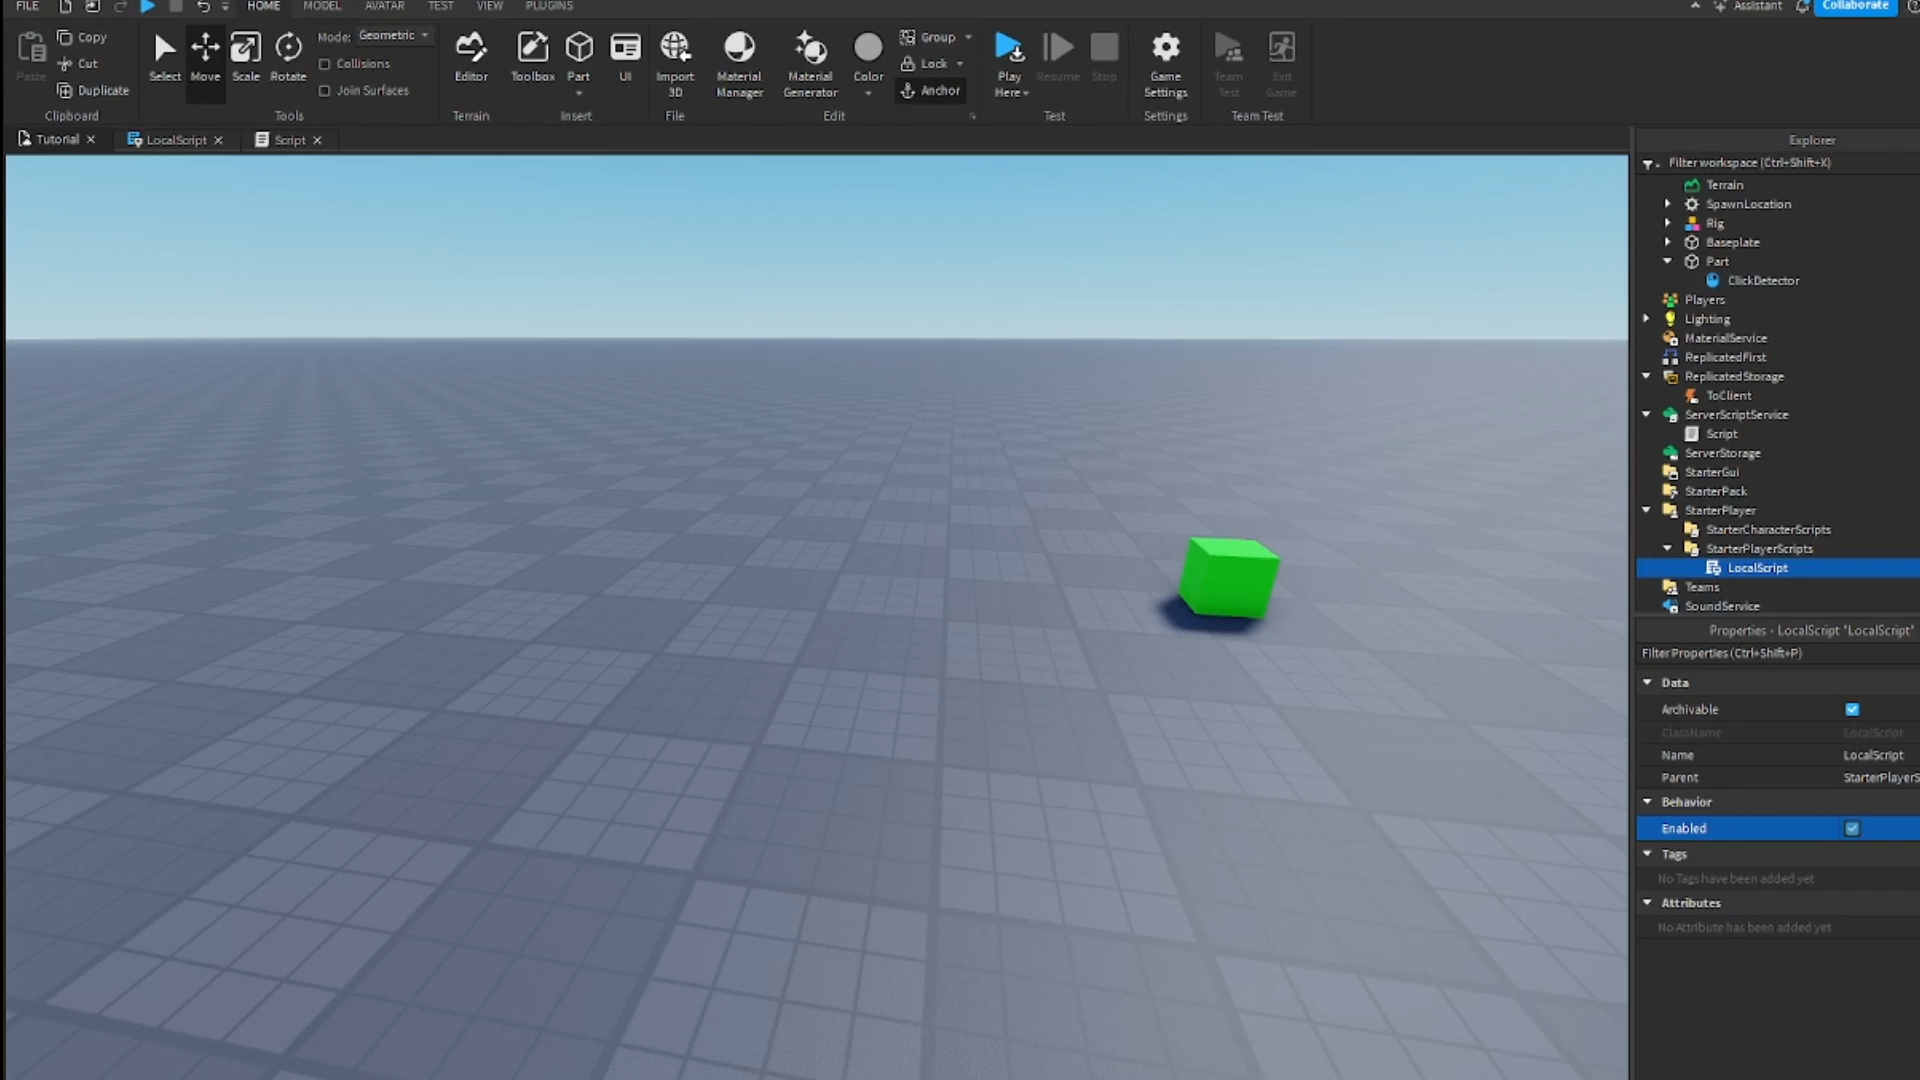 FILE HOME MODEL AVATAR TEST VIEW PLUGINS Assistant Collaborate
Paste Copy Cut Duplicate
Clipboard
Select Move Scale Rotate Mode: Geometric Collisions Join Surfaces
Tools
Editor
Terrain
Toolbox Part UI
Insert
Import 3D
File
Material Manager Material Generator Color Group Lock Anchor
Edit
Play Here Resume Stop
Test
Game Settings
Settings
Team Test Exit Game
Team Test
Tutorial LocalScript Script
Explorer
Filter workspace (Ctrl+Shift+X)
Terrain
SpawnLocation
Rig
Baseplate
Part
ClickDetector
Players
Lighting
MaterialService
ReplicatedFirst
ReplicatedStorage
ToClient
ServerScriptService
Script
ServerStorage
StarterGui
StarterPack
StarterPlayer
StarterCharacterScripts
StarterPlayerScripts
LocalScript
Teams
SoundService
Properties - LocalScript "LocalScript"
Filter Properties (Ctrl+Shift+P)
Data
Archivable
ClassName LocalScript
Name LocalScript
Parent StarterPlayerS
Behavior
Enabled
Tags
No Tags have been added yet
Attributes
No Attribute has been added yet